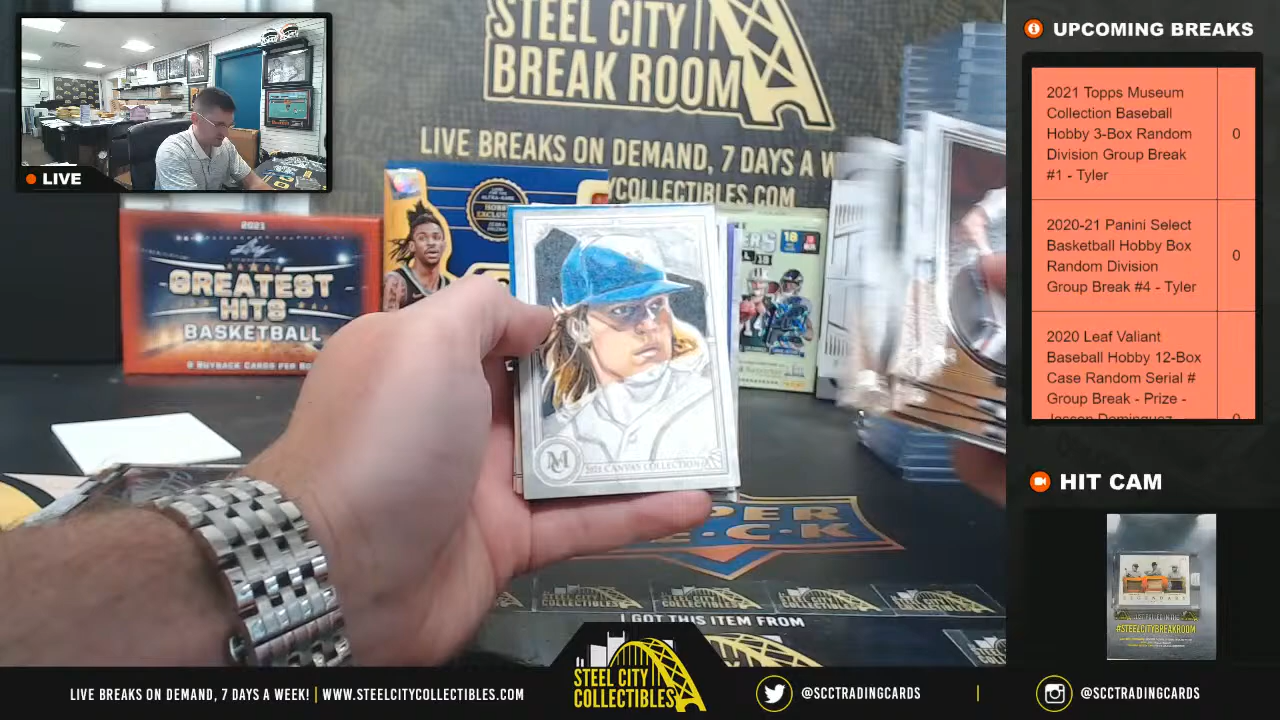 STEEL CITY
BREAK ROOM
LIVE BREAKS ON DEMAND, 7 DAYS A W
YCOLLECTIBLES.COM
LIVE
2021
GREATEST
HITS
BASKETBALL
2021 CANVAS COLLECTION
M
18
I GOT THIS ITEM FROM
STEEL CITY
COLLECTIBLES
LIVE BREAKS ON DEMAND, 7 DAYS A WEEK! | WWW.STEELCITYCOLLECTIBLES.COM
@SCCTRADINGCARDS
@SCCTRADINGCARDS
UPCOMING BREAKS
2021 Topps Museum
Collection Baseball
Hobby 3-Box Random
Division Group Break
#1 - Tyler
0
2020-21 Panini Select
Basketball Hobby Box
Random Division
Group Break #4 - Tyler
0
2020 Leaf Valiant
Baseball Hobby 12-Box
Case Random Serial #
Group Break - Prize -
HIT CAM
#STEELCITYBREAKROOM